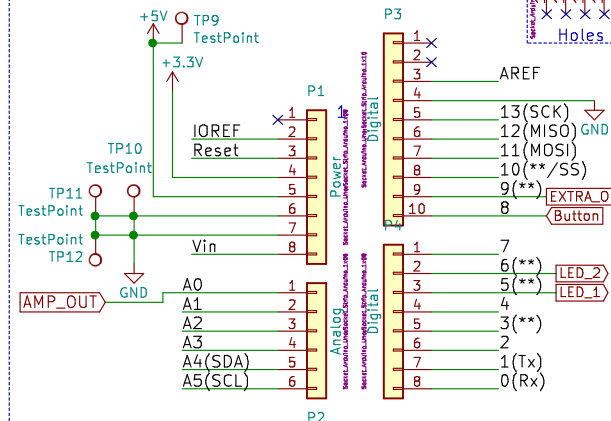 +5V
TP9
TestPoint
+3.3V
P1
1
1
IOREF
2
Reset
3
4
5
6
7
Vin
8
Power
TP10
TestPoint
TP11
TestPoint
TestPoint
TP12
GND
AMP_OUT
A0
1
A1
2
A2
3
A3
4
A4(SDA)
5
A5(SCL)
6
Analog
P2
P3
1
2
3
AREF
4
GND
5
13(SCK)
6
12(MISO)
7
11(MOSI)
8
10(**/SS)
9
9(**)
EXTRA_O
10
8
Button
Digital
P4
1
7
2
6(**)
LED_2
3
5(**)
LED_1
4
4
5
3(**)
6
2
7
1(Tx)
8
0(Rx)
Digital
Holes